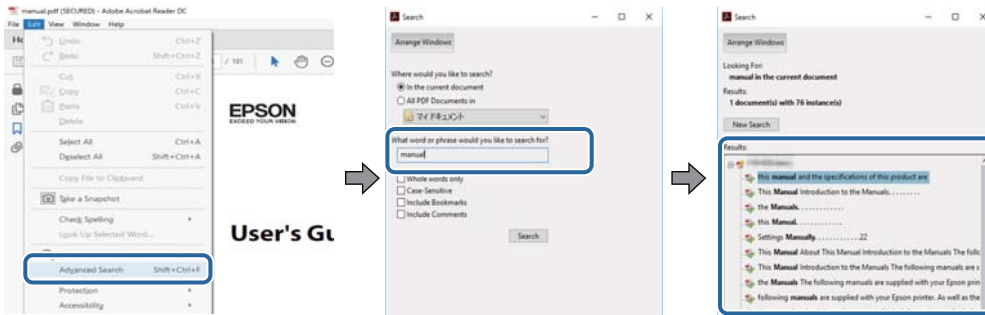 manual.pdf (SECURED) - Adobe Acrobat Reader DC
File Edit View Window Help
Undo Ctrl+Z
Redo Shift+Ctrl+Z
Cut Ctrl+X
Copy Ctrl+C
Paste Ctrl+V
Delete
Select All Ctrl+A
Deselect All Shift+Ctrl+A
Copy File to Clipboard
Take a Snapshot
Check Spelling
Look Up Selected Word...
Advanced Search Shift+Ctrl+F
Protection
Accessibility
/ 181
EPSON
EXCEED YOUR VISION
User's Gu
Search
Arrange Windows
Where would you like to search?
In the current document
All PDF Documents in
マイ ドキュメント
What word or phrase would you like to search for?
manual
Whole words only
Case-Sensitive
Include Bookmarks
Include Comments
Search
Search
Arrange Windows
Looking For:
manual in the current document
Results:
1 document(s) with 76 instance(s)
New Search
Results:
this manual and the specifications of this product are
This Manual Introduction to the Manuals.........
the Manuals.............
this Manual.............
Settings Manually.............22
This Manual About This Manual Introduction to the Manuals The follo
This Manual Introduction to the Manuals The following manuals are s
the Manuals The following manuals are supplied with your Epson prin
following manuals are supplied with your Epson printer. As well as the